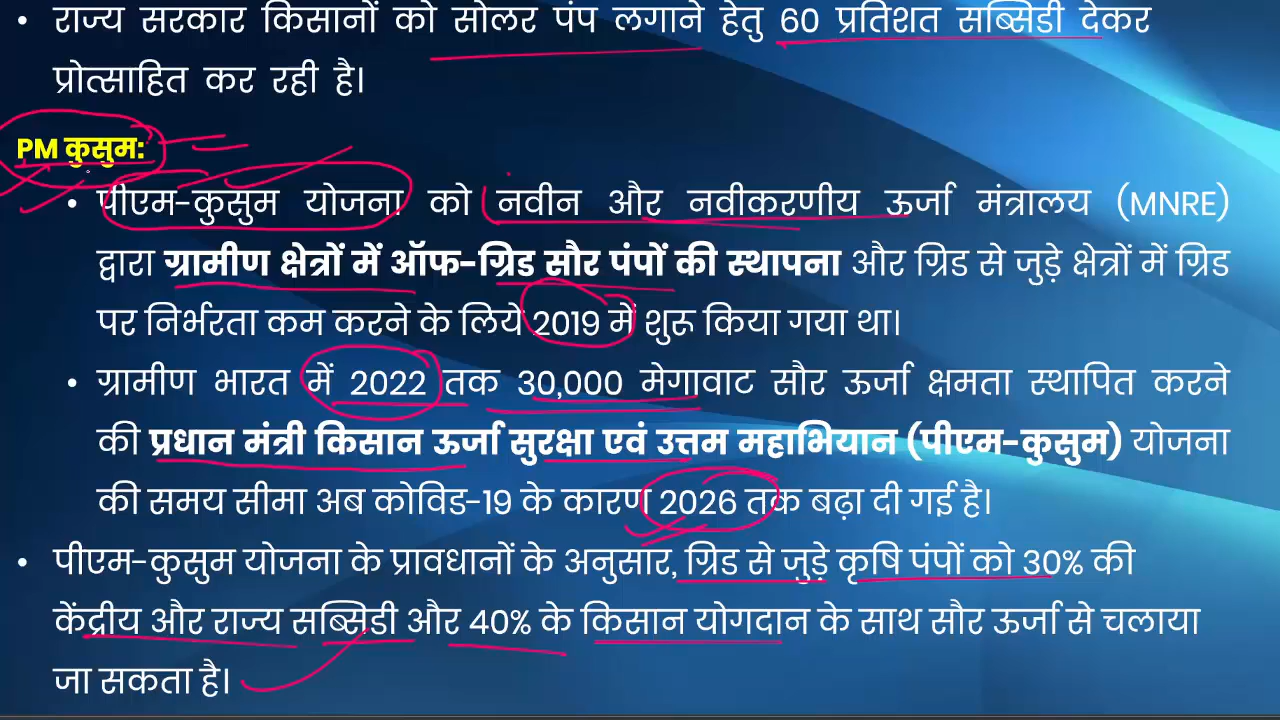 • राज्य सरकार किसानों को सोलर पंप लगाने हेतु 60 प्रतिशत सब्सिडी देकर
प्रोत्साहित कर रही है।
PM कुसुम:
• पीएम-कुसुम योजना को नवीन और नवीकरणीय ऊर्जा मंत्रालय (MNRE)
द्वारा ग्रामीण क्षेत्रों में ऑफ-ग्रिड सौर पंपों की स्थापना और ग्रिड से जुड़े क्षेत्रों में ग्रिड
पर निर्भरता कम करने के लिये 2019 में शुरू किया गया था।
• ग्रामीण भारत में 2022 तक 30,000 मेगावाट सौर ऊर्जा क्षमता स्थापित करने
की प्रधान मंत्री किसान ऊर्जा सुरक्षा एवं उत्तम महाभियान (पीएम-कुसुम) योजना
की समय सीमा अब कोविड-19 के कारण 2026 तक बढ़ा दी गई है।
• पीएम-कुसुम योजना के प्रावधानों के अनुसार, ग्रिड से जुड़े कृषि पंपों को 30% की
केंद्रीय और राज्य सब्सिडी और 40% के किसान योगदान के साथ सौर ऊर्जा से चलाया
जा सकता है।